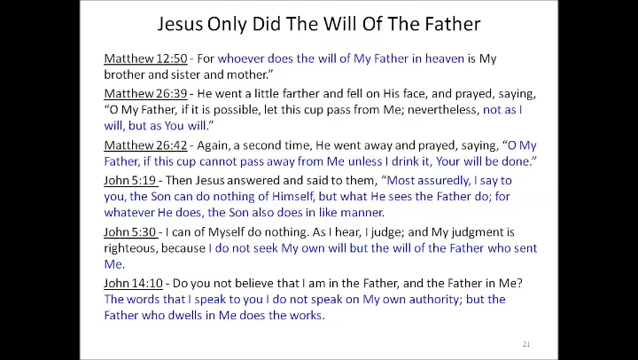 Jesus Only Did The Will Of The Father
Matthew 12:50 - For whoever does the will of My Father in heaven is My
brother and sister and mother.”
Matthew 26:39 - He went a little farther and fell on His face, and prayed, saying,
“O My Father, if it is possible, let this cup pass from Me; nevertheless, not as I
will, but as You will.”
Matthew 26:42 - Again, a second time, He went away and prayed, saying, “O My
Father, if this cup cannot pass away from Me unless I drink it, Your will be done.”
John 5:19 - Then Jesus answered and said to them, “Most assuredly, I say to
you, the Son can do nothing of Himself, but what He sees the Father do; for
whatever He does, the Son also does in like manner.
John 5:30 - I can of Myself do nothing. As I hear, I judge; and My judgment is
righteous, because I do not seek My own will but the will of the Father who sent
Me.
John 14:10 - Do you not believe that I am in the Father, and the Father in Me?
The words that I speak to you I do not speak on My own authority; but the
Father who dwells in Me does the works.
21